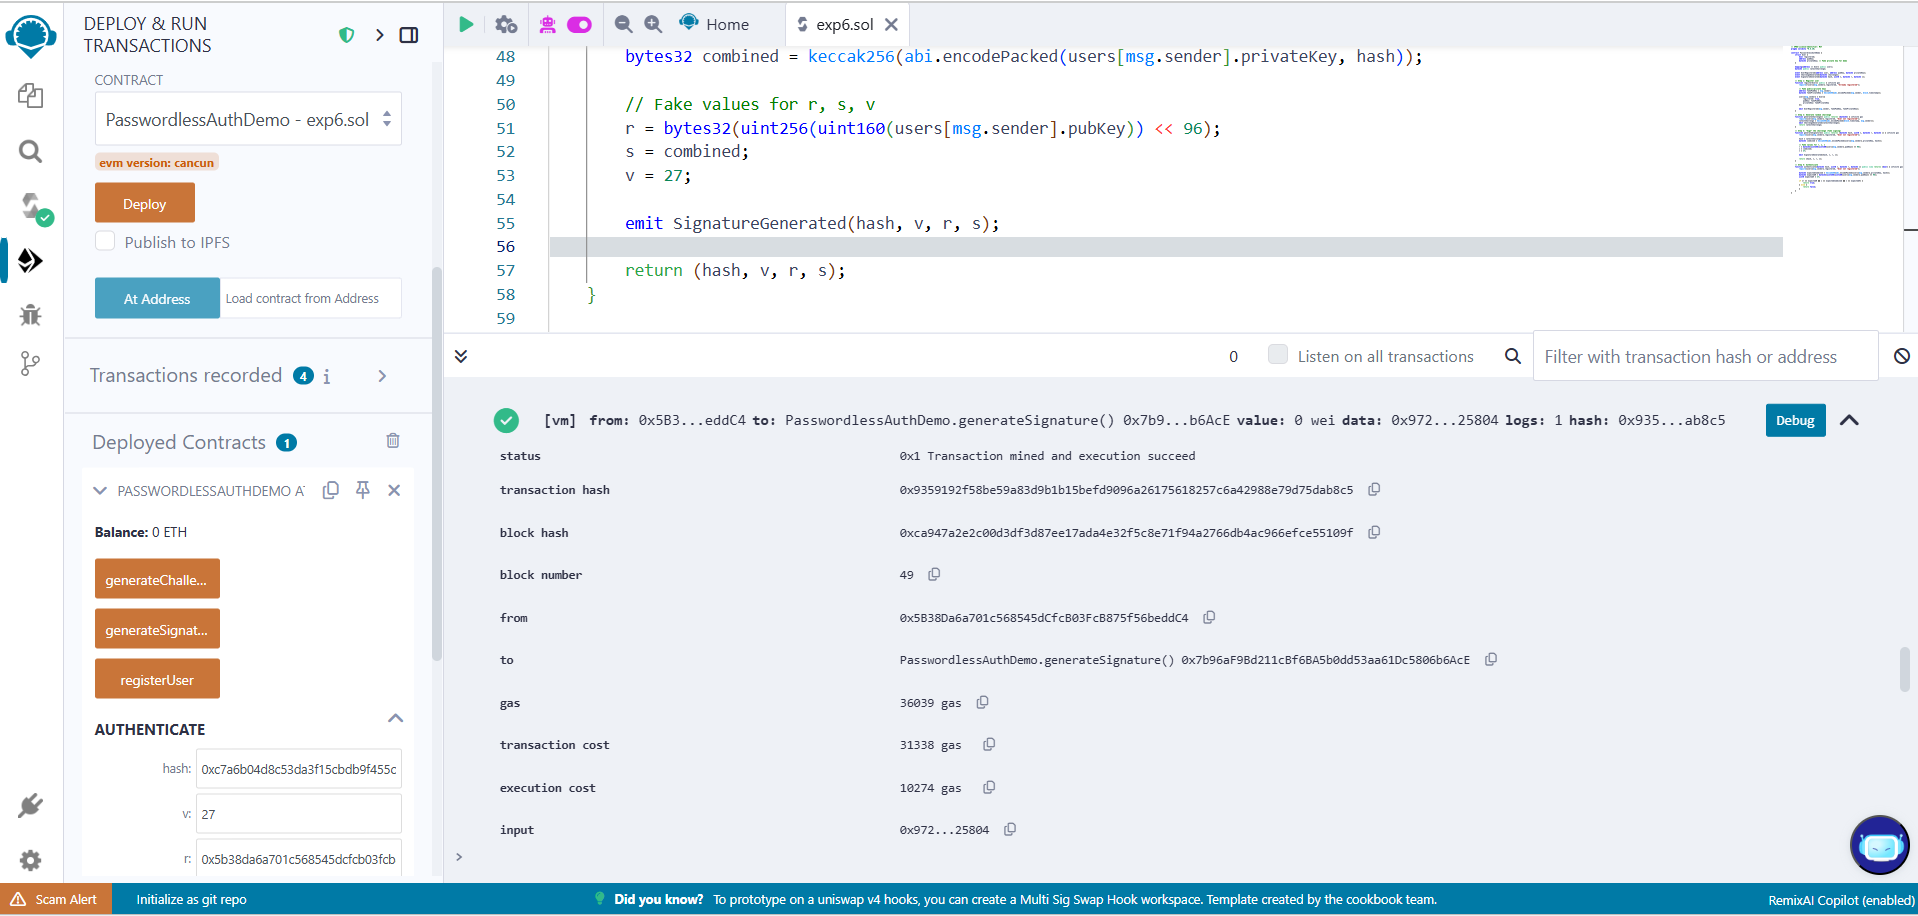 DEPLOY & RUN
TRANSACTIONS
CONTRACT
PasswordlessAuthDemo - exp6.sol
evm version: cancun
Deploy
Publish to IPFS
At Address
Load contract from Address
Transactions recorded 4 i
Deployed Contracts 1
PASSWORDLESSAUTHDEMO A
Balance: 0 ETH
generateChalle...
generateSignat...
registerUser
AUTHENTICATE
hash: 0xc7a6b04d8c53da3f15cbdb9f455c
v: 27
r: 0x5b38da6a701c568545dcfcb03fcb
Home
exp6.sol
48 bytes32 combined = keccak256(abi.encodePacked(users[msg.sender].privateKey, hash));
49
50 // Fake values for r, s, v
51 r = bytes32(uint256(uint160(users[msg.sender].pubKey)) << 96);
52 s = combined;
53 v = 27;
54
55 emit SignatureGenerated(hash, v, r, s);
56
57 return (hash, v, r, s);
58 }
59
0 Listen on all transactions
Filter with transaction hash or address
[vm] from: 0x5B3...eddC4 to: PasswordlessAuthDemo.generateSignature() 0x7b9...b6AcE value: 0 wei data: 0x972...25804 logs: 1 hash: 0x935...ab8c5
Debug
status 0x1 Transaction mined and execution succeed
transaction hash 0x9359192f58be59a83d9b1b15befd9096a26175618257c6a42988e79d75dab8c5
block hash 0xca947a2e2c00d3df3d87ee17ada4e32f5c8e71f94a2766db4ac966efce55109f
block number 49
from 0x5B38Da6a701c568545dCfcB03FcB875f56beddC4
to PasswordlessAuthDemo.generateSignature() 0x7b96aF9Bd211cBf6BA5b0dd53aa61Dc5806b6AcE
gas 36039 gas
transaction cost 31338 gas
execution cost 10274 gas
input 0x972...25804
>
Scam Alert
Initialize as git repo
Did you know? To prototype on a uniswap v4 hooks, you can create a Multi Sig Swap Hook workspace. Template created by the cookbook team.
RemixAI Copilot (enabled)